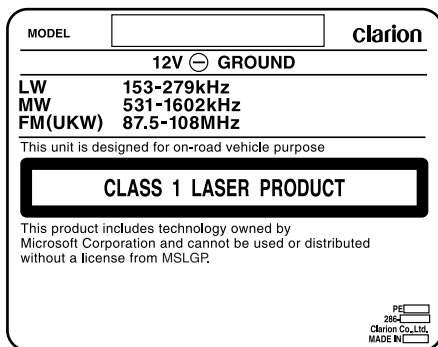 MODEL clarion
12V ⊖ GROUND
LW 153-279kHz
MW 531-1602kHz
FM(UKW) 87.5-108MHz
This unit is designed for on-road vehicle purpose
CLASS 1 LASER PRODUCT
This product includes technology owned by
Microsoft Corporation and cannot be used or distributed
without a license from MSLGP.
PE
286-
Clarion Co.,Ltd.
MADE IN